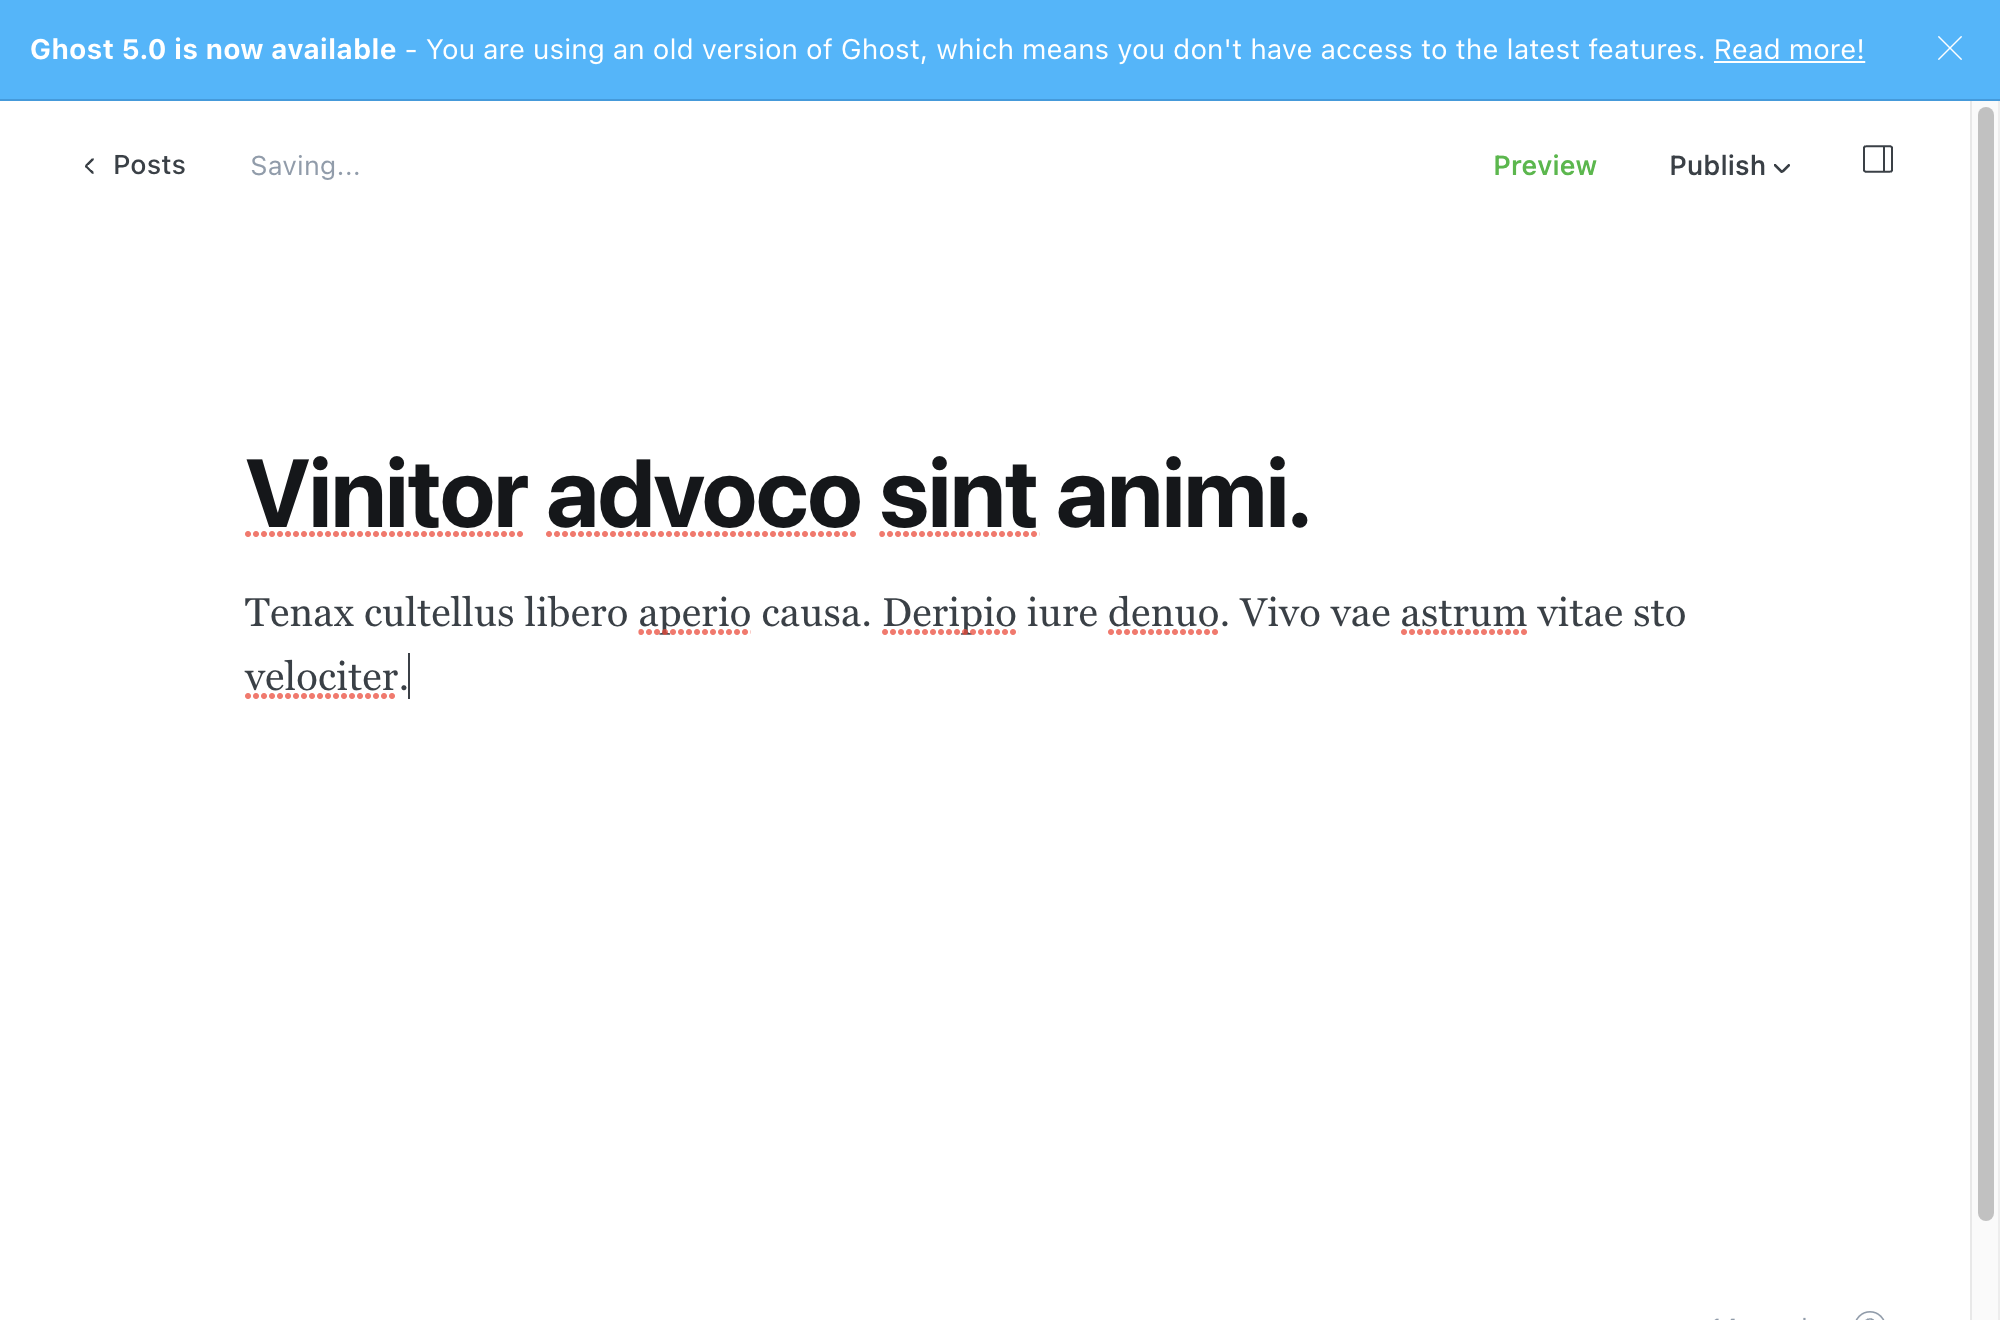 Ghost 5.0 is now available - You are using an old version of Ghost, which means you don't have access to the latest features. Read more!
Posts
Saving...
Preview
Publish
Vinitor advoco sint animi.
Tenax cultellus libero aperio causa. Deripio iure denuo. Vivo vae astrum vitae sto
velociter.